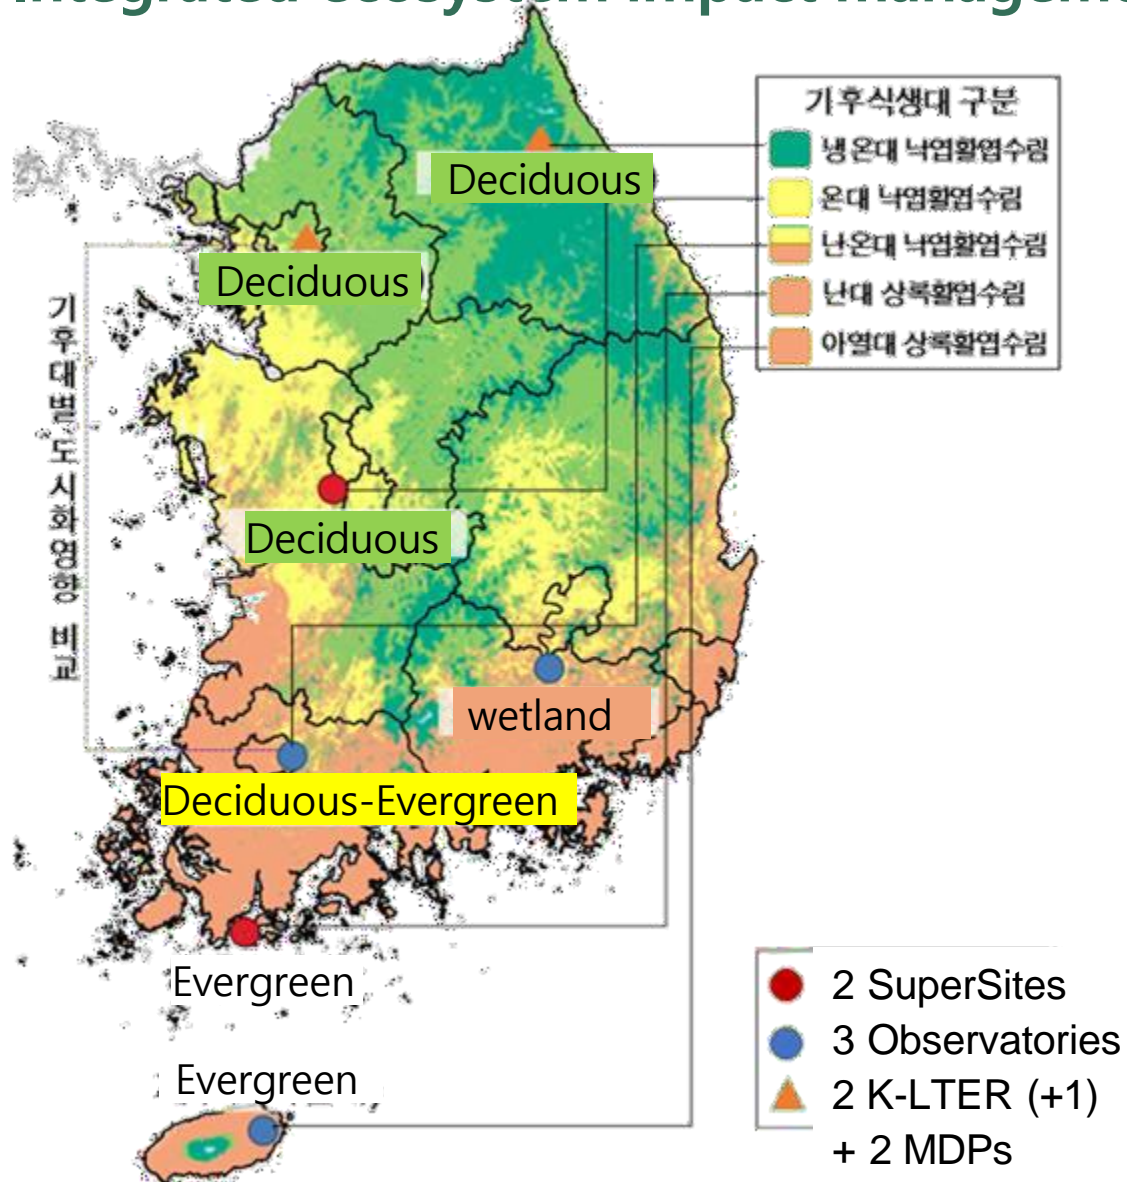 Integrated ecosystem impact manageme
기후식생대 구분
냉온대 낙엽활엽수림
온대 낙엽활엽수림
난온대 낙엽활엽수림
난대 상록활엽수림
아열대 상록활엽수림
Deciduous
Deciduous
기후대별 도시화영향 비교
Deciduous
wetland
Deciduous-Evergreen
Evergreen
Evergreen
2 SuperSites
3 Observatories
2 K-LTER (+1)
+ 2 MDPs